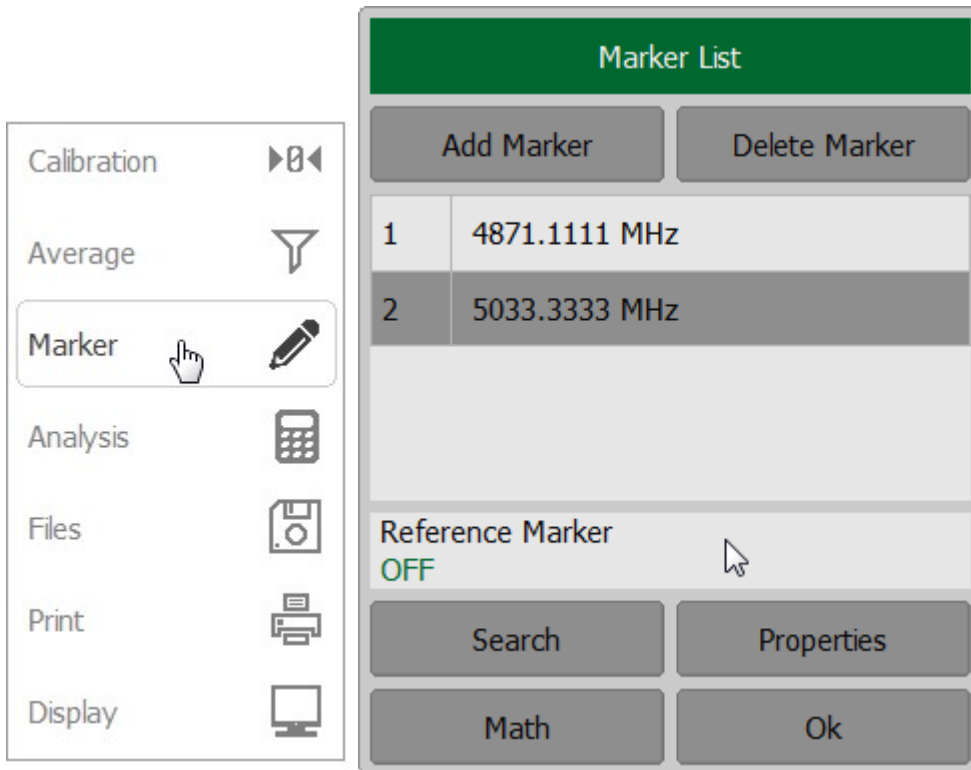 Calibration
Average
Marker
Analysis
Files
Print
Display
Marker List
Add Marker Delete Marker
1 4871.1111 MHz
2 5033.3333 MHz
Reference Marker
OFF
Search Properties
Math Ok